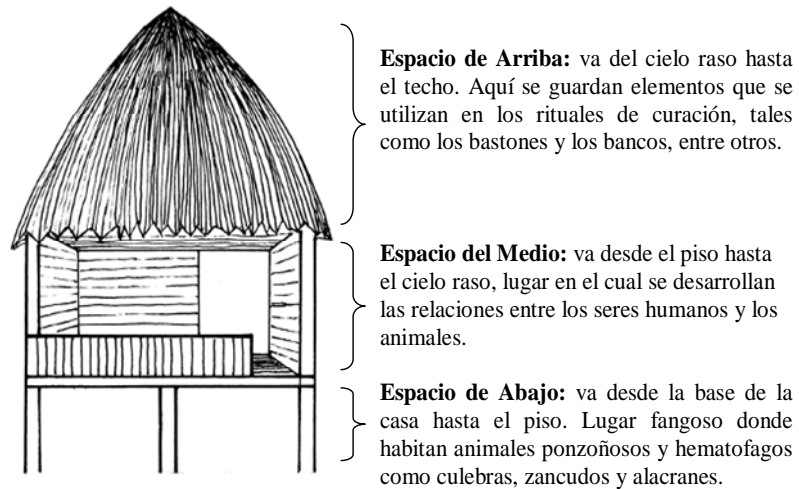 Espacio de Arriba: va del cielo raso hasta
el techo. Aquí se guardan elementos que se
utilizan en los rituales de curación, tales
como los bastones y los bancos, entre otros.
Espacio del Medio: va desde el piso hasta
el cielo raso, lugar en el cual se desarrollan
las relaciones entre los seres humanos y los
animales.
Espacio de Abajo: va desde la base de la
casa hasta el piso. Lugar fangoso donde
habitan animales ponzoñosos y hematofagos
como culebras, zancudos y alacranes.